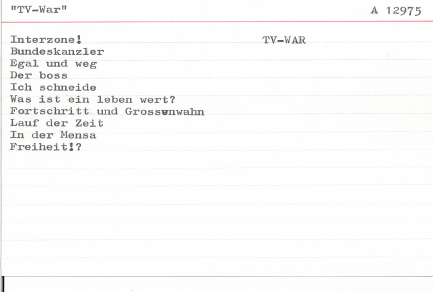 "TV-War" A 12975
Interzone! TV-WAR
Bundeskanzler
Egal und weg
Der boss
Ich schneide
Was ist ein leben wert?
Fortschritt und Grossenwahn
Lauf der Zeit
In der Mensa
Freiheit!?